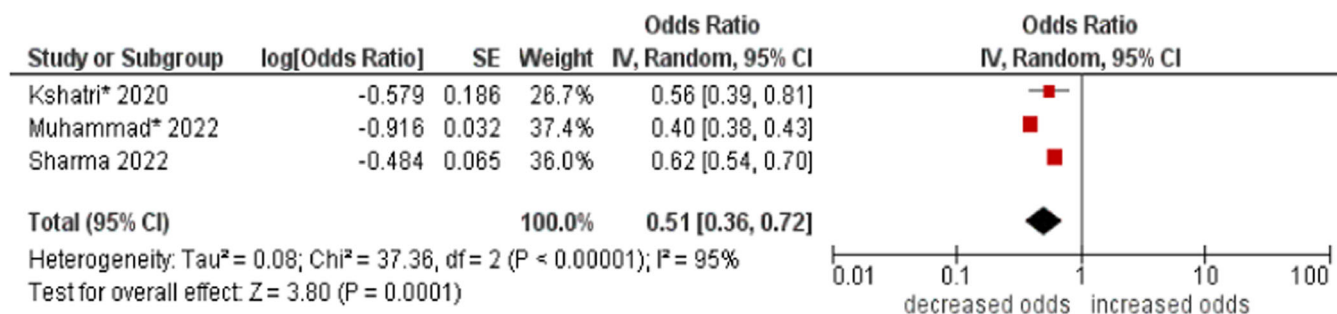 Odds Ratio Odds Ratio
Study or Subgroup log[Odds Ratio] SE Weight IV, Random, 95% CI IV, Random, 95% CI
Kshatri* 2020 -0.579 0.186 26.7% 0.56 [0.39, 0.81]
Muhammad* 2022 -0.916 0.032 37.4% 0.40 [0.38, 0.43]
Sharma 2022 -0.484 0.065 36.0% 0.62 [0.54, 0.70]
Total (95% CI) 100.0% 0.51 [0.36, 0.72]
Heterogeneity: Tau² = 0.08; Chi² = 37.36, df = 2 (P < 0.00001); I² = 95%
Test for overall effect: Z = 3.80 (P = 0.0001)
0.01 0.1 1 10 100
decreased odds increased odds